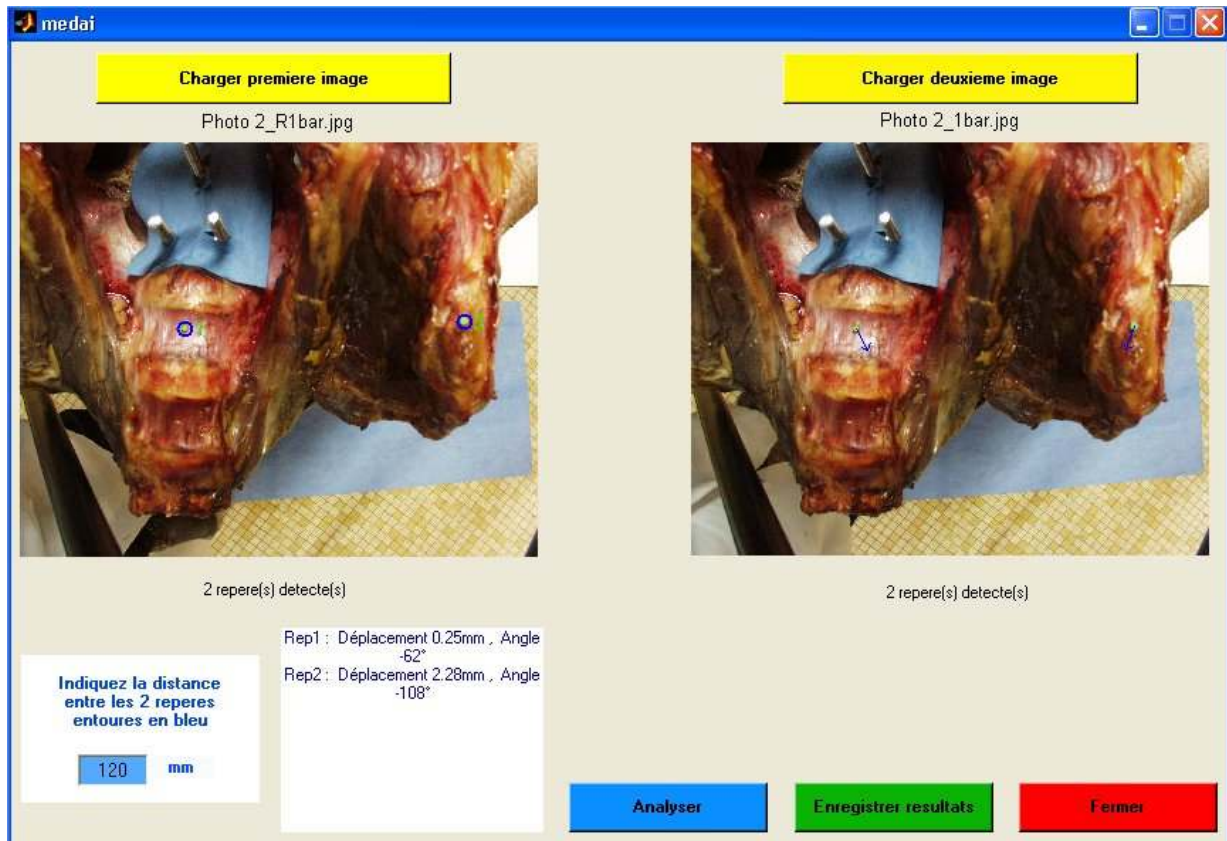 medai
Charger premiere image
Charger deuxieme image
Photo 2_R1bar.jpg
Photo 2_1bar.jpg
2 repere(s) detecte(s)
2 repere(s) detecte(s)
Indiquez la distance
entre les 2 reperes
entoures en bleu
120 mm
Rep1 : Déplacement 0.25mm , Angle
-62°
Rep2 : Déplacement 2.28mm , Angle
-108°
Analyser
Enregistrer resultats
Fermer